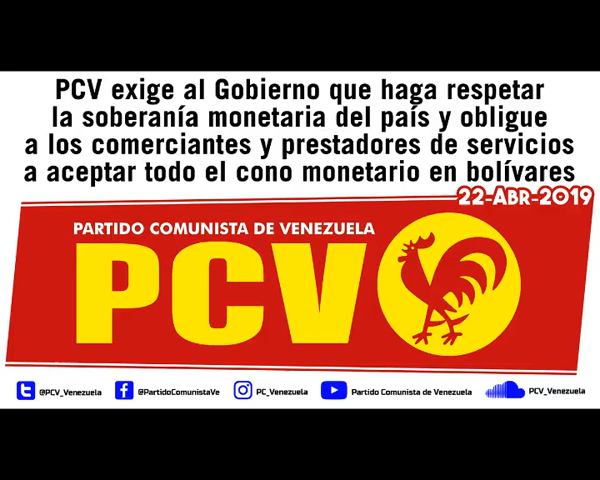 PCV exige al Gobierno que haga respetar
la soberanía monetaria del país y obligue
a los comerciantes y prestadores de servicios
a aceptar todo el cono monetario en bolívares
22-Abr-2019
PARTIDO COMUNISTA DE VENEZUELA
PCV
@PCV_Venezuela @PartidoComunistaVe PC_Venezuela Partido Comunista de Venezuela PCV_Venezuela